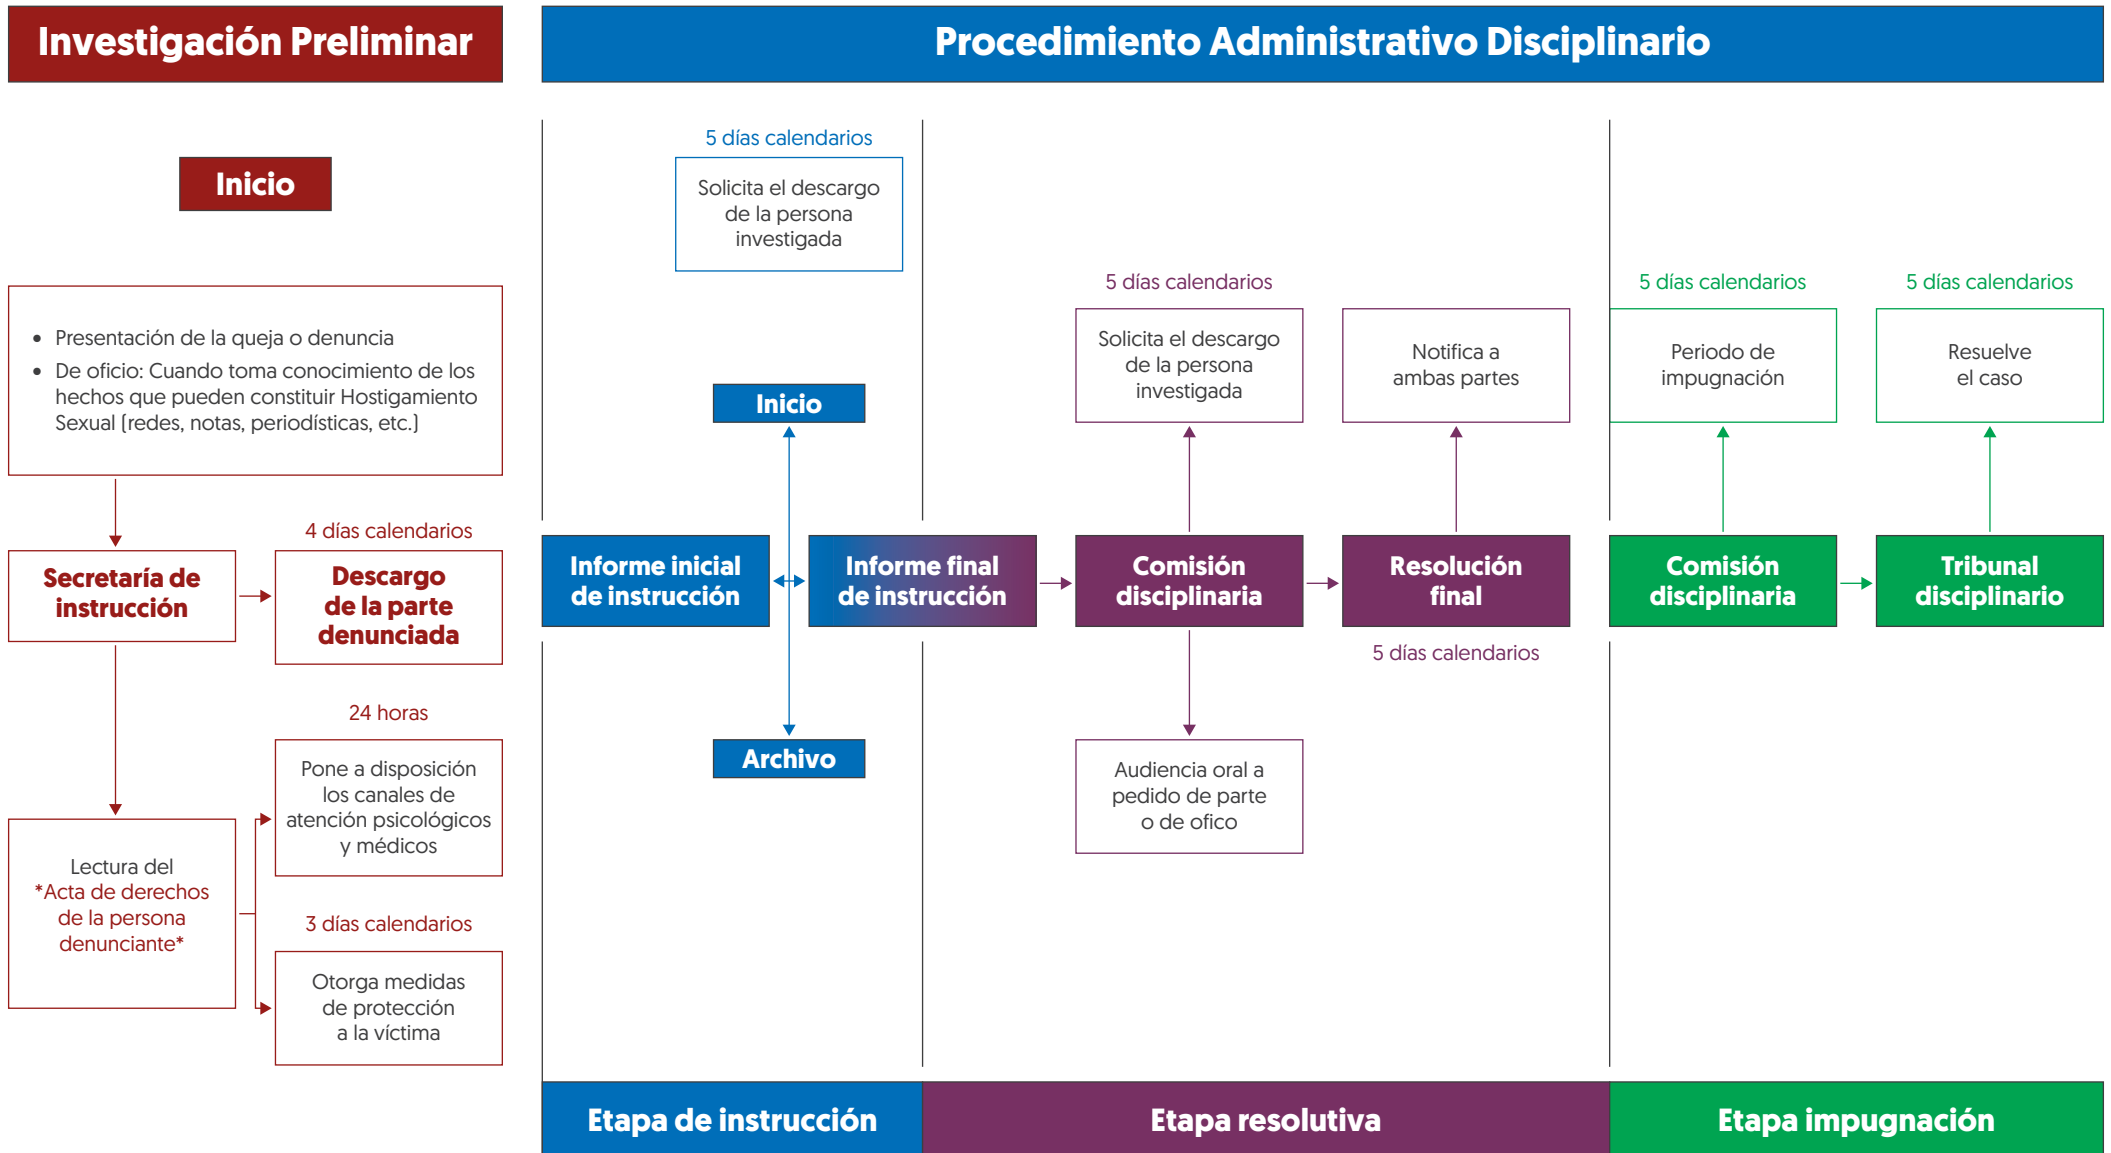 Investigación Preliminar
Inicio
• Presentación de la queja o denuncia
• De oficio: Cuando toma conocimiento de los
hechos que pueden constituir Hostigamiento
Sexual (redes, notas, periodísticas, etc.)
Secretaría de
instrucción
4 días calendarios
Descargo
de la parte
denunciada
Lectura del
*Acta de derechos
de la persona
denunciante*
24 horas
Pone a disposición
los canales de
atención psicológicos
y médicos
3 días calendarios
Otorga medidas
de protección
a la víctima
Procedimiento Administrativo Disciplinario
5 días calendarios
Solicita el descargo
de la persona
investigada
Inicio
Informe inicial
de instrucción
Informe final
de instrucción
Archivo
Etapa de instrucción
5 días calendarios
Solicita el descargo
de la persona
investigada
Notifica a
ambas partes
Comisión
disciplinaria
Resolución
final
5 días calendarios
Audiencia oral a
pedido de parte
o de ofico
Etapa resolutiva
5 días calendarios
Periodo de
impugnación
5 días calendarios
Resuelve
el caso
Comisión
disciplinaria
Tribunal
disciplinario
Etapa impugnación